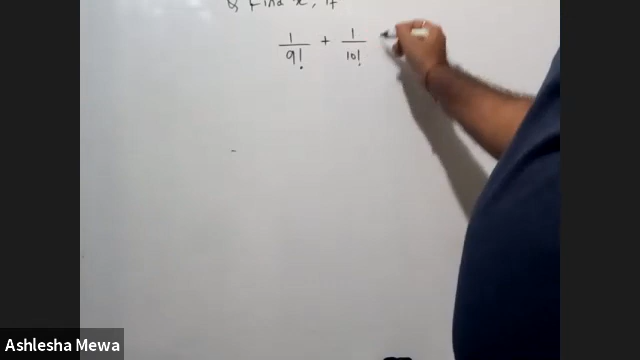 Q Find x, if
1/9! + 1/10!
Ashlesha Mewa